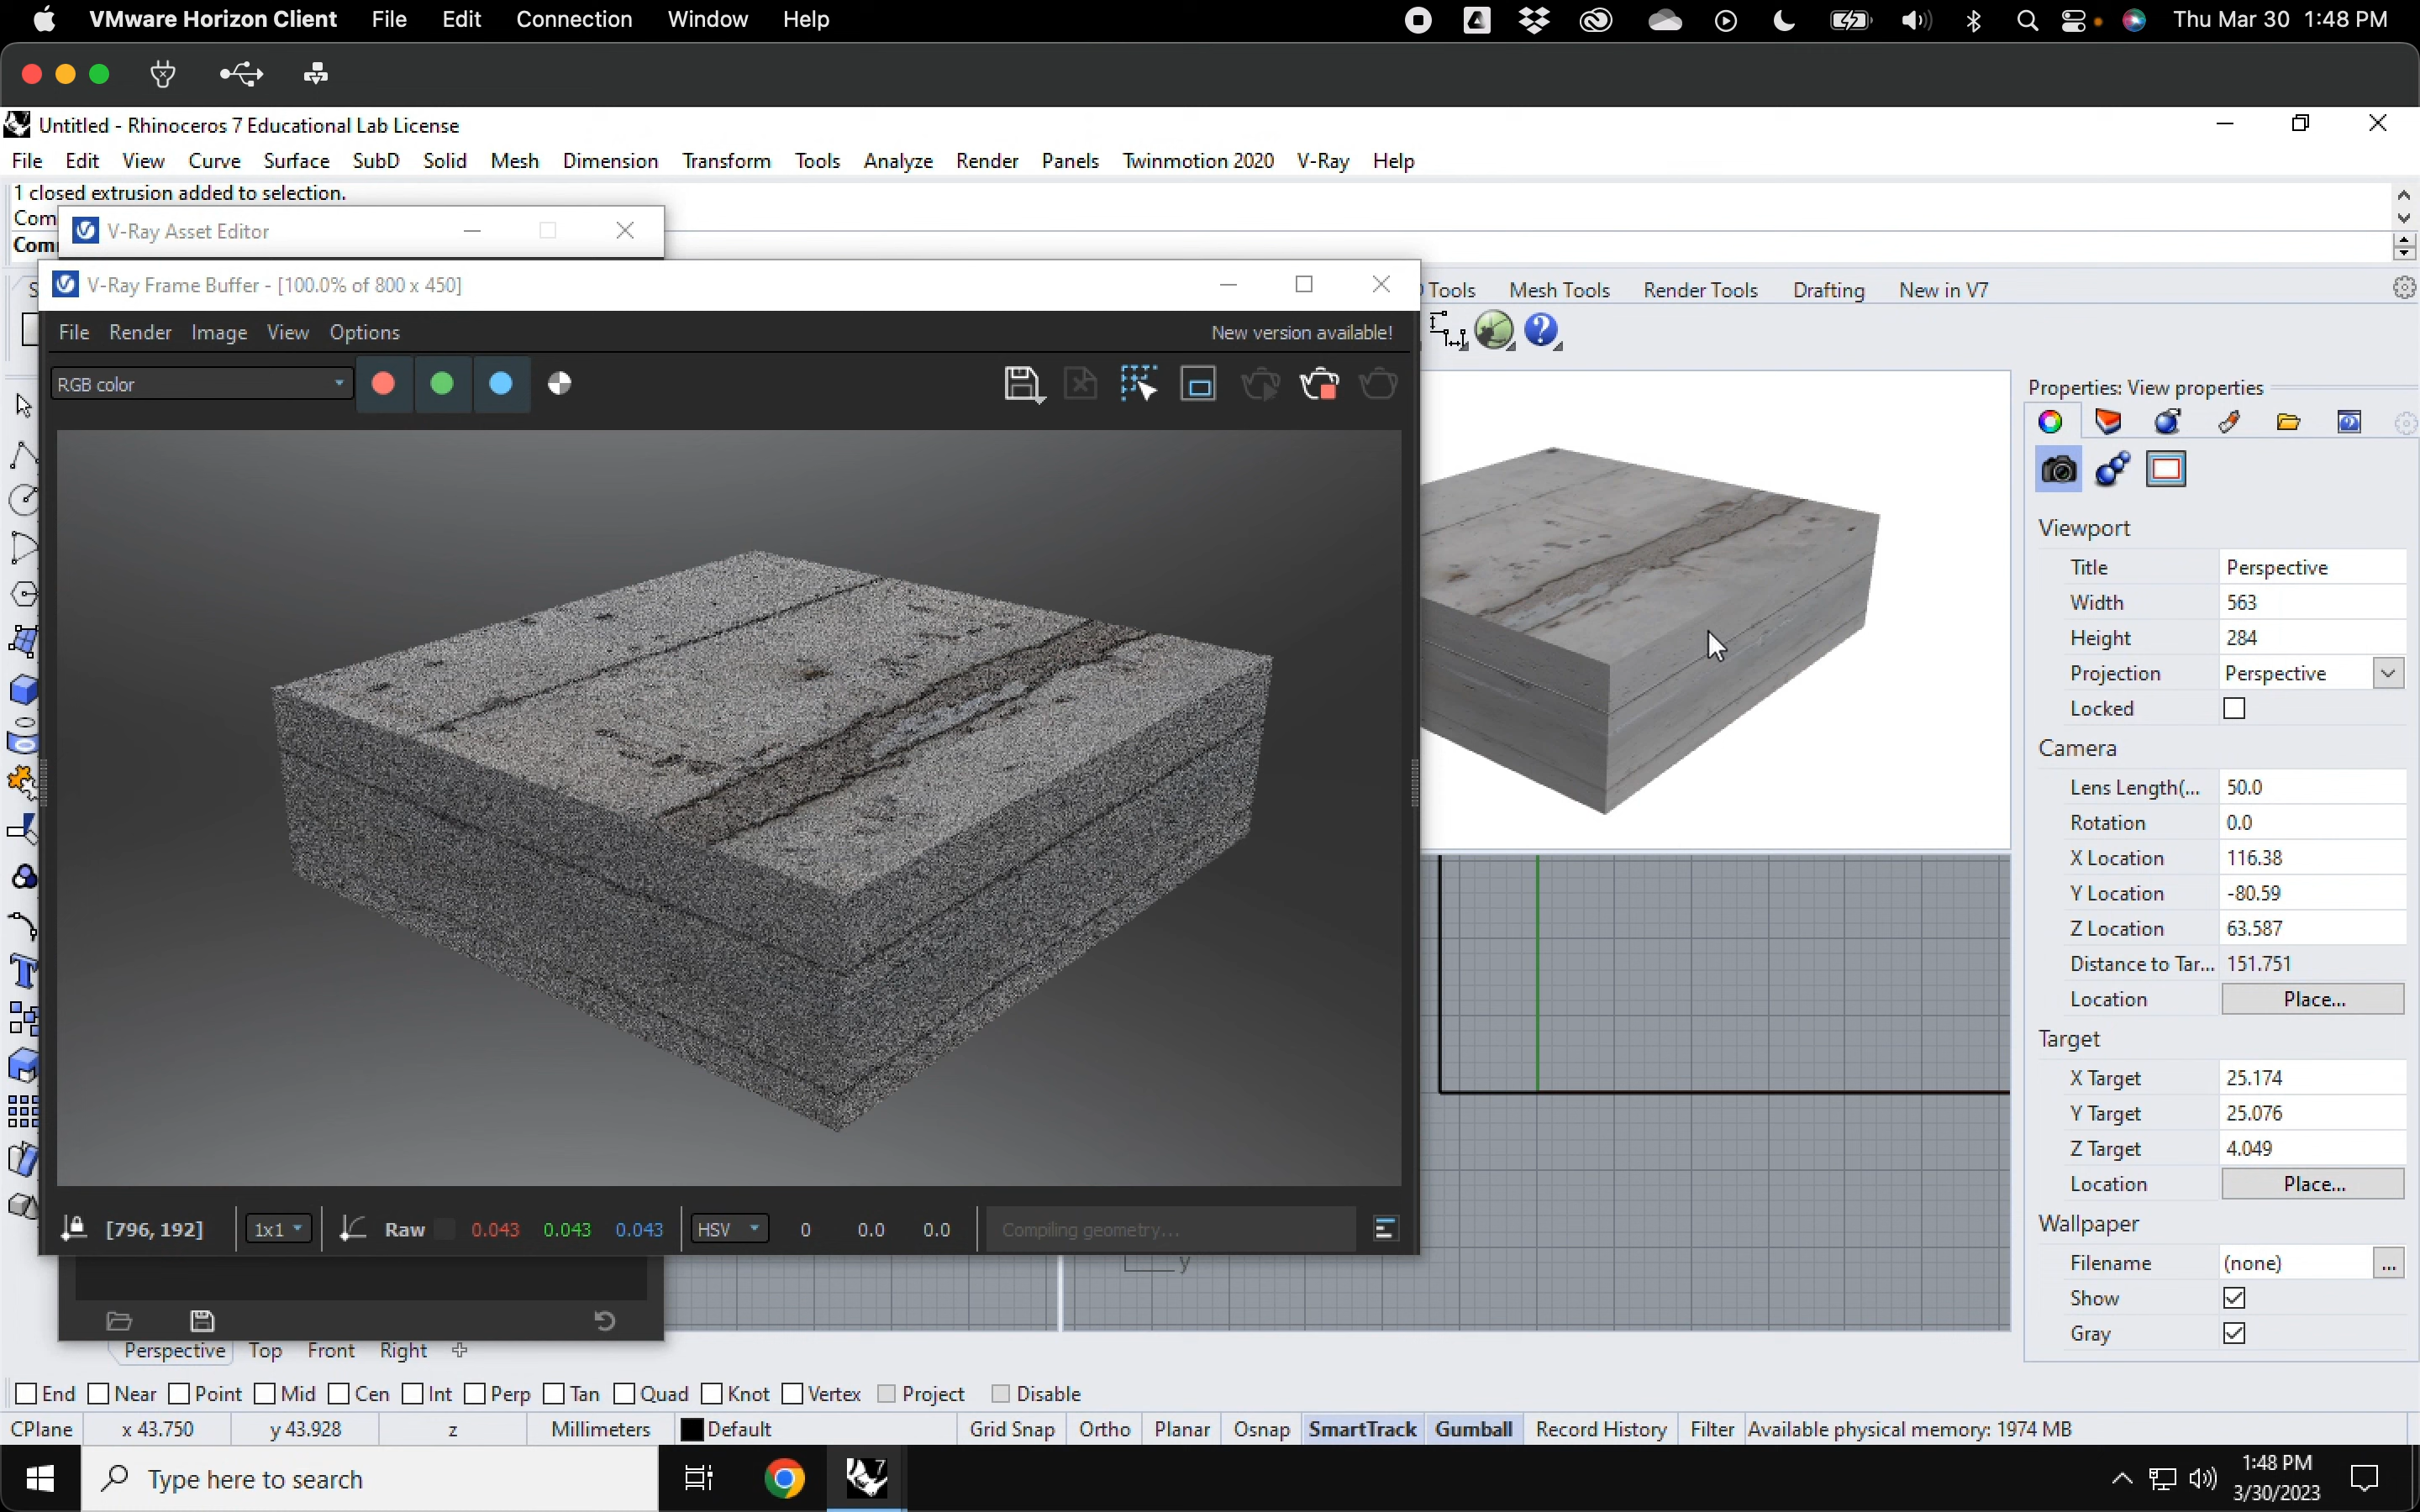 VMware Horizon Client File Edit Connection Window Help Thu Mar 30 1:48 PM
Untitled - Rhinoceros 7 Educational Lab License
File Edit View Curve Surface SubD Solid Mesh Dimension Transform Tools Analyze Render Panels Twinmotion 2020 V-Ray Help
1 closed extrusion added to selection.
Com
V-Ray Asset Editor
Com
V-Ray Frame Buffer - [100.0% of 800 x 450]
Tools Mesh Tools Render Tools Drafting New in V7
File Render Image View Options New version available!
RGB color
Properties: View properties
Viewport
Title Perspective
Width 563
Height 284
Projection Perspective
Locked
Camera
Lens Length(... 50.0
Rotation 0.0
X Location 116.38
Y Location -80.59
Z Location 63.587
Distance to Tar... 151.751
Location Place...
Target
X Target 25.174
Y Target 25.076
Z Target 4.049
Location Place...
Wallpaper
Filename (none) ...
Show
Gray
[796, 192] 1x1 Raw 0.043 0.043 0.043 HSV 0 0.0 0.0 Compiling geometry...
y
Perspective Top Front Right
End Near Point Mid Cen Int Perp Tan Quad Knot Vertex Project Disable
CPlane x 43.750 y 43.928 z Millimeters Default Grid Snap Ortho Planar Osnap SmartTrack Gumball Record History Filter Available physical memory: 1974 MB
Type here to search 7 1:48 PM
3/30/2023